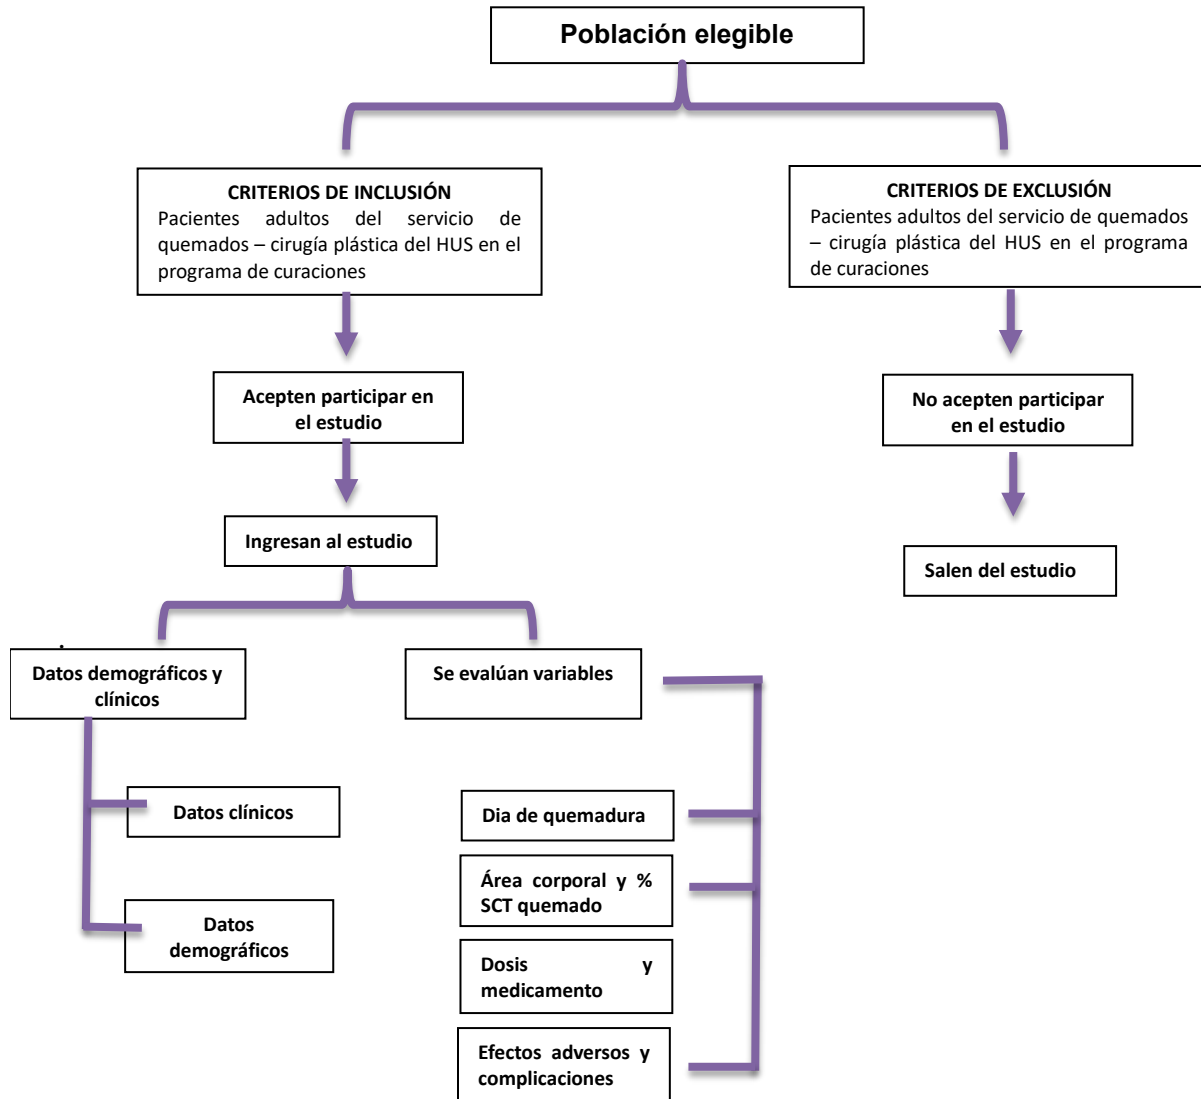 Población elegible
CRITERIOS DE INCLUSIÓN
Pacientes adultos del servicio de
quemados – cirugía plástica del HUS en el
programa de curaciones
CRITERIOS DE EXCLUSIÓN
Pacientes adultos del servicio de quemados
– cirugía plástica del HUS en el programa
de curaciones
Acepten participar en
el estudio
No acepten participar
en el estudio
Ingresan al estudio
Salen del estudio
Datos demográficos y
clínicos
Se evalúan variables
Datos clínicos
Datos
demográficos
Dia de quemadura
Área corporal y %
SCT quemado
Dosis y
medicamento
Efectos adversos y
complicaciones